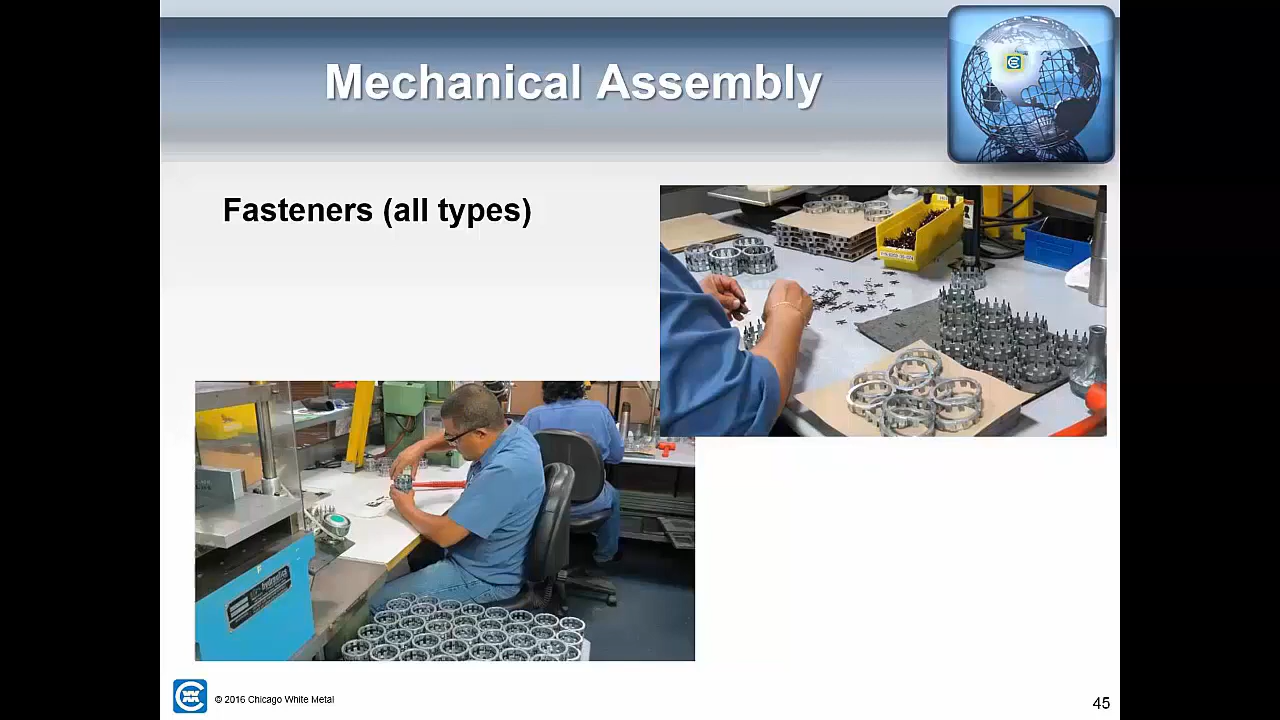 Mechanical Assembly
Fasteners (all types)
© 2016 Chicago White Metal
45